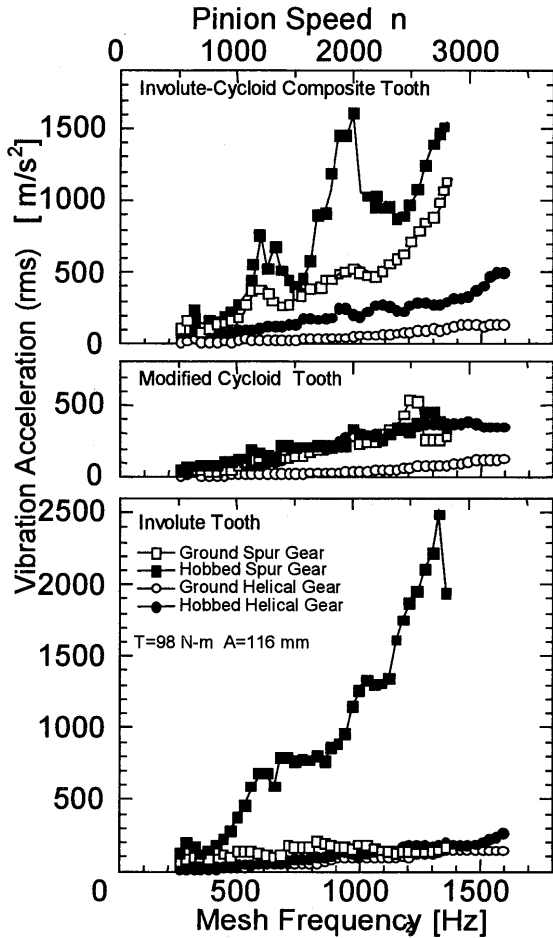 Pinion Speed n
0 1000 2000 3000
Involute-Cycloid Composite Tooth
1500
1000
500
0
Modified Cycloid Tooth
500
0
Involute Tooth
Ground Spur Gear
Hobbed Spur Gear
Ground Helical Gear
Hobbed Helical Gear
T=98 N-m A=116 mm
2500
2000
1500
1000
500
0
500 1000 1500
Mesh Frequency [Hz]
Vibration Acceleration (rms) [m/s²]